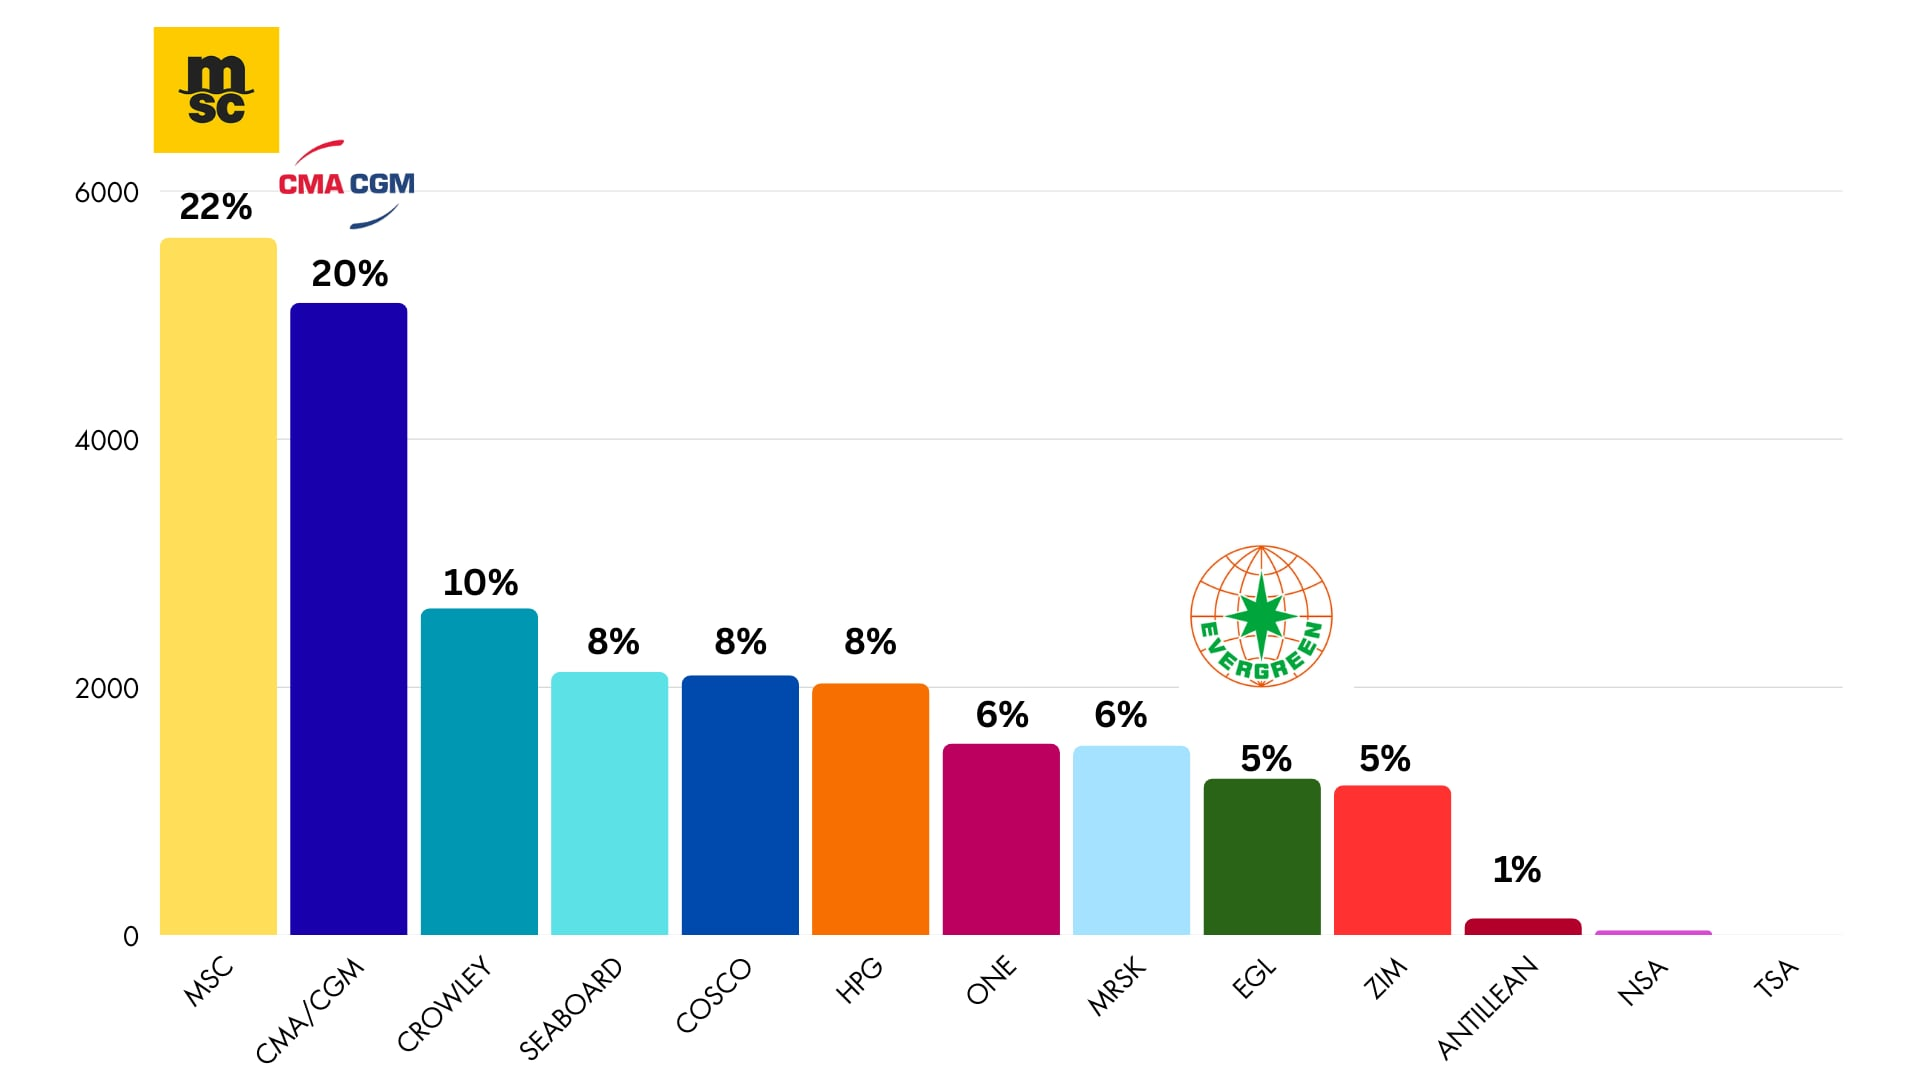 m
sc
CMA CGM
6000
22%
20%
4000
10%
EVERGREEN
8%
8%
8%
2000
6%
6%
5%
5%
1%
0
MSC
CMA/CGM
CROWLEY
SEABOARD
COSCO
HPG
ONE
MRSK
EGL
ZIM
ANTILLEAN
NSA
TSA